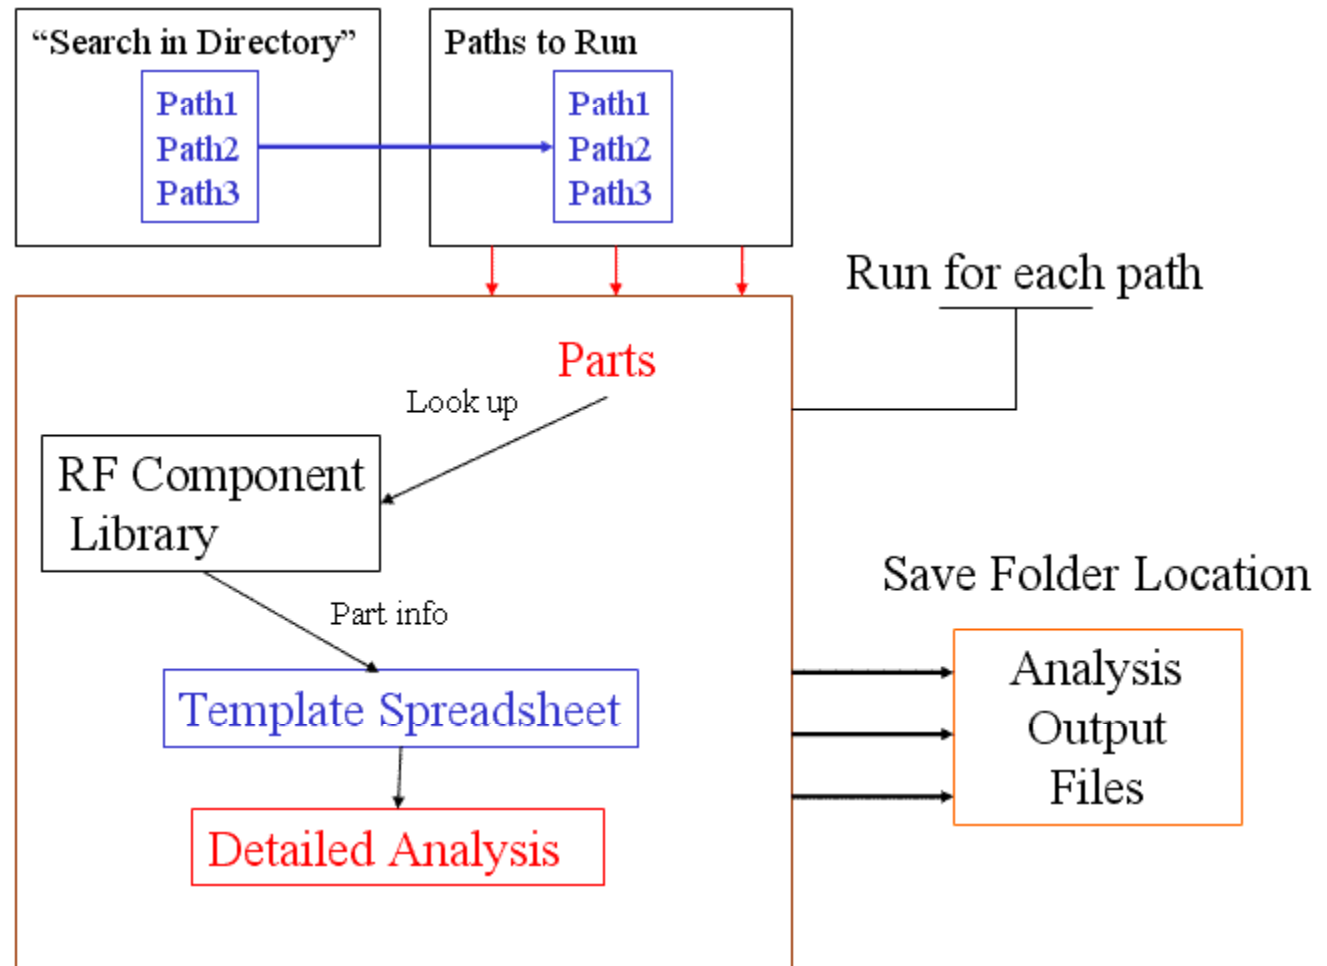 “Search in Directory”
Path1
Path2
Path3
Paths to Run
Path1
Path2
Path3
Run for each path
Parts
Look up
RF Component
Library
Part info
Template Spreadsheet
Detailed Analysis
Save Folder Location
Analysis
Output
Files